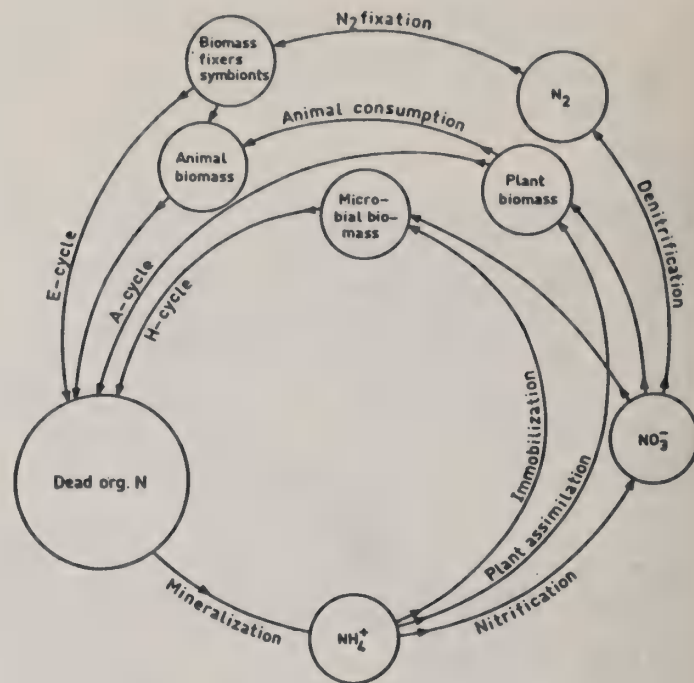 N₂ fixation
Biomass
fixers
symbionts
N₂
Animal consumption
Animal
biomass
Plant
biomass
Micro-
bial bio-
mass
Denitrification
E-cycle
A-cycle
H-cycle
NO₃⁻
Immobilization
Dead org. N
Plant assimilation
Nitrification
Mineralization
NH₄⁺